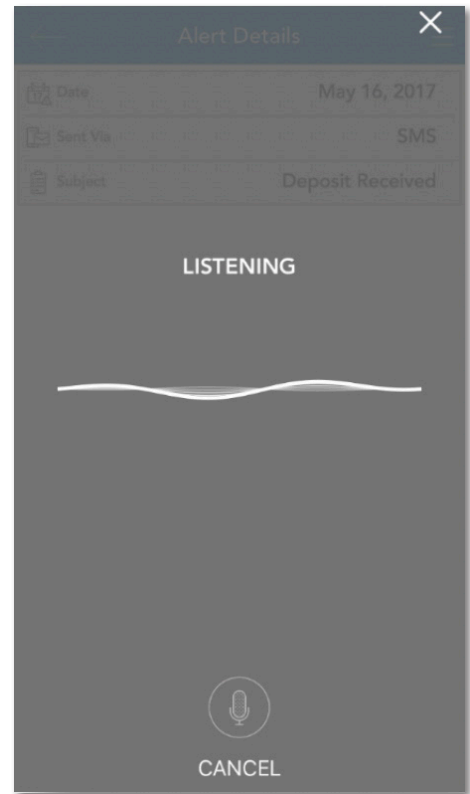 Alert Details
Date May 16, 2017
Sent Via SMS
Subject Deposit Received
LISTENING
CANCEL